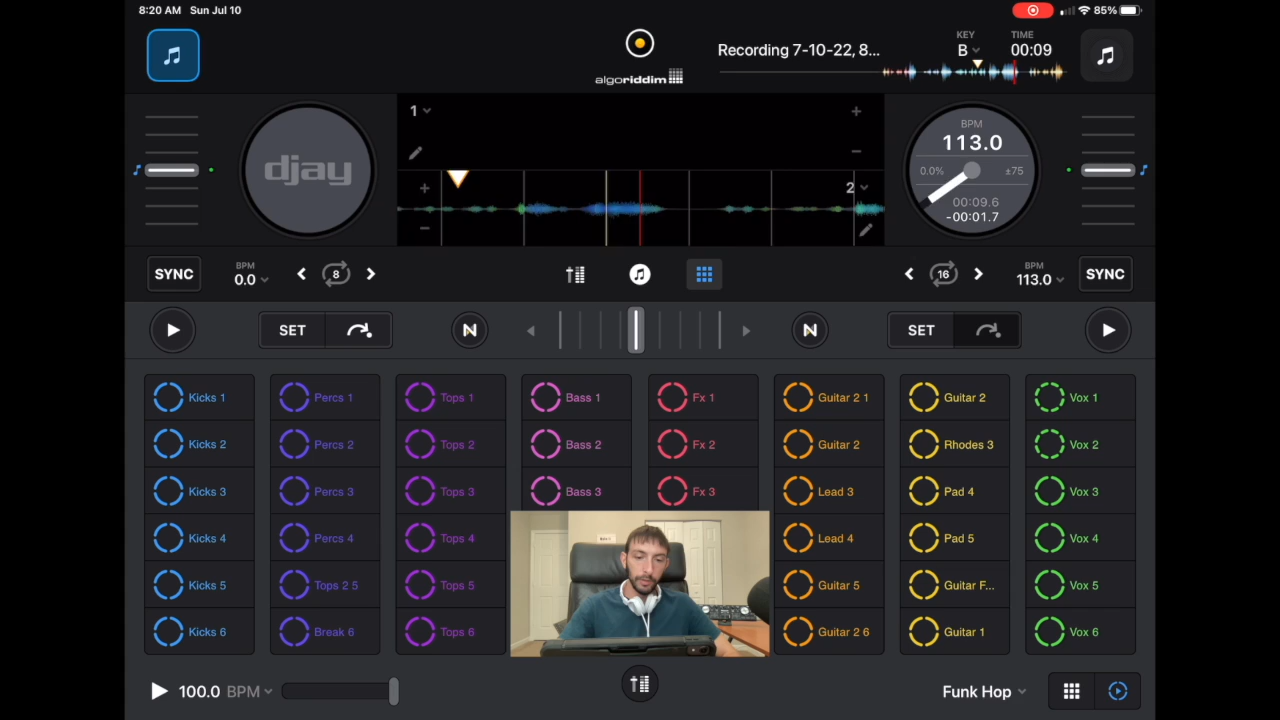 8:20 AM Sun Jul 10
85%
algoriddim
Recording 7-10-22, 8...
KEY
B
TIME
00:09
1
djay
2
BPM
113.0
0.0%
±75
00:09.6
-00:01.7
SYNC
BPM
0.0
8
16
BPM
113.0
SYNC
SET
SET
Kicks 1 Percs 1 Tops 1 Bass 1 Fx 1 Guitar 2 1 Guitar 2 Vox 1
Kicks 2 Percs 2 Tops 2 Bass 2 Fx 2 Guitar 2 Rhodes 3 Vox 2
Kicks 3 Percs 3 Tops 3 Bass 3 Fx 3 Lead 3 Pad 4 Vox 3
Kicks 4 Percs 4 Tops 4 Lead 4 Pad 5 Vox 4
Kicks 5 Tops 2 5 Tops 5 Guitar 5 Guitar F... Vox 5
Kicks 6 Break 6 Tops 6 Guitar 2 6 Guitar 1 Vox 6
100.0 BPM
Funk Hop